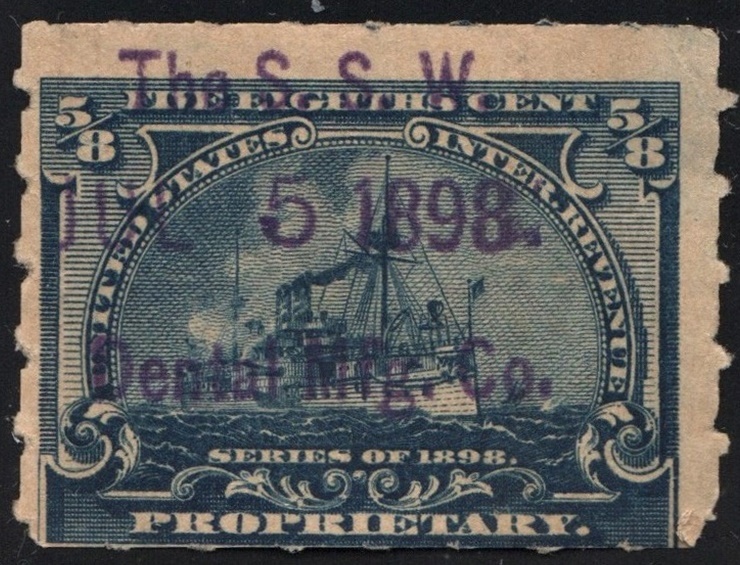 The S. S. W.
5/8 FIVE EIGHTHS CENT 5/8
UNITED STATES INTER. REVENUE
JUL 5 1898.
Dental Mfg. Co.
SERIES OF 1898.
PROPRIETARY.